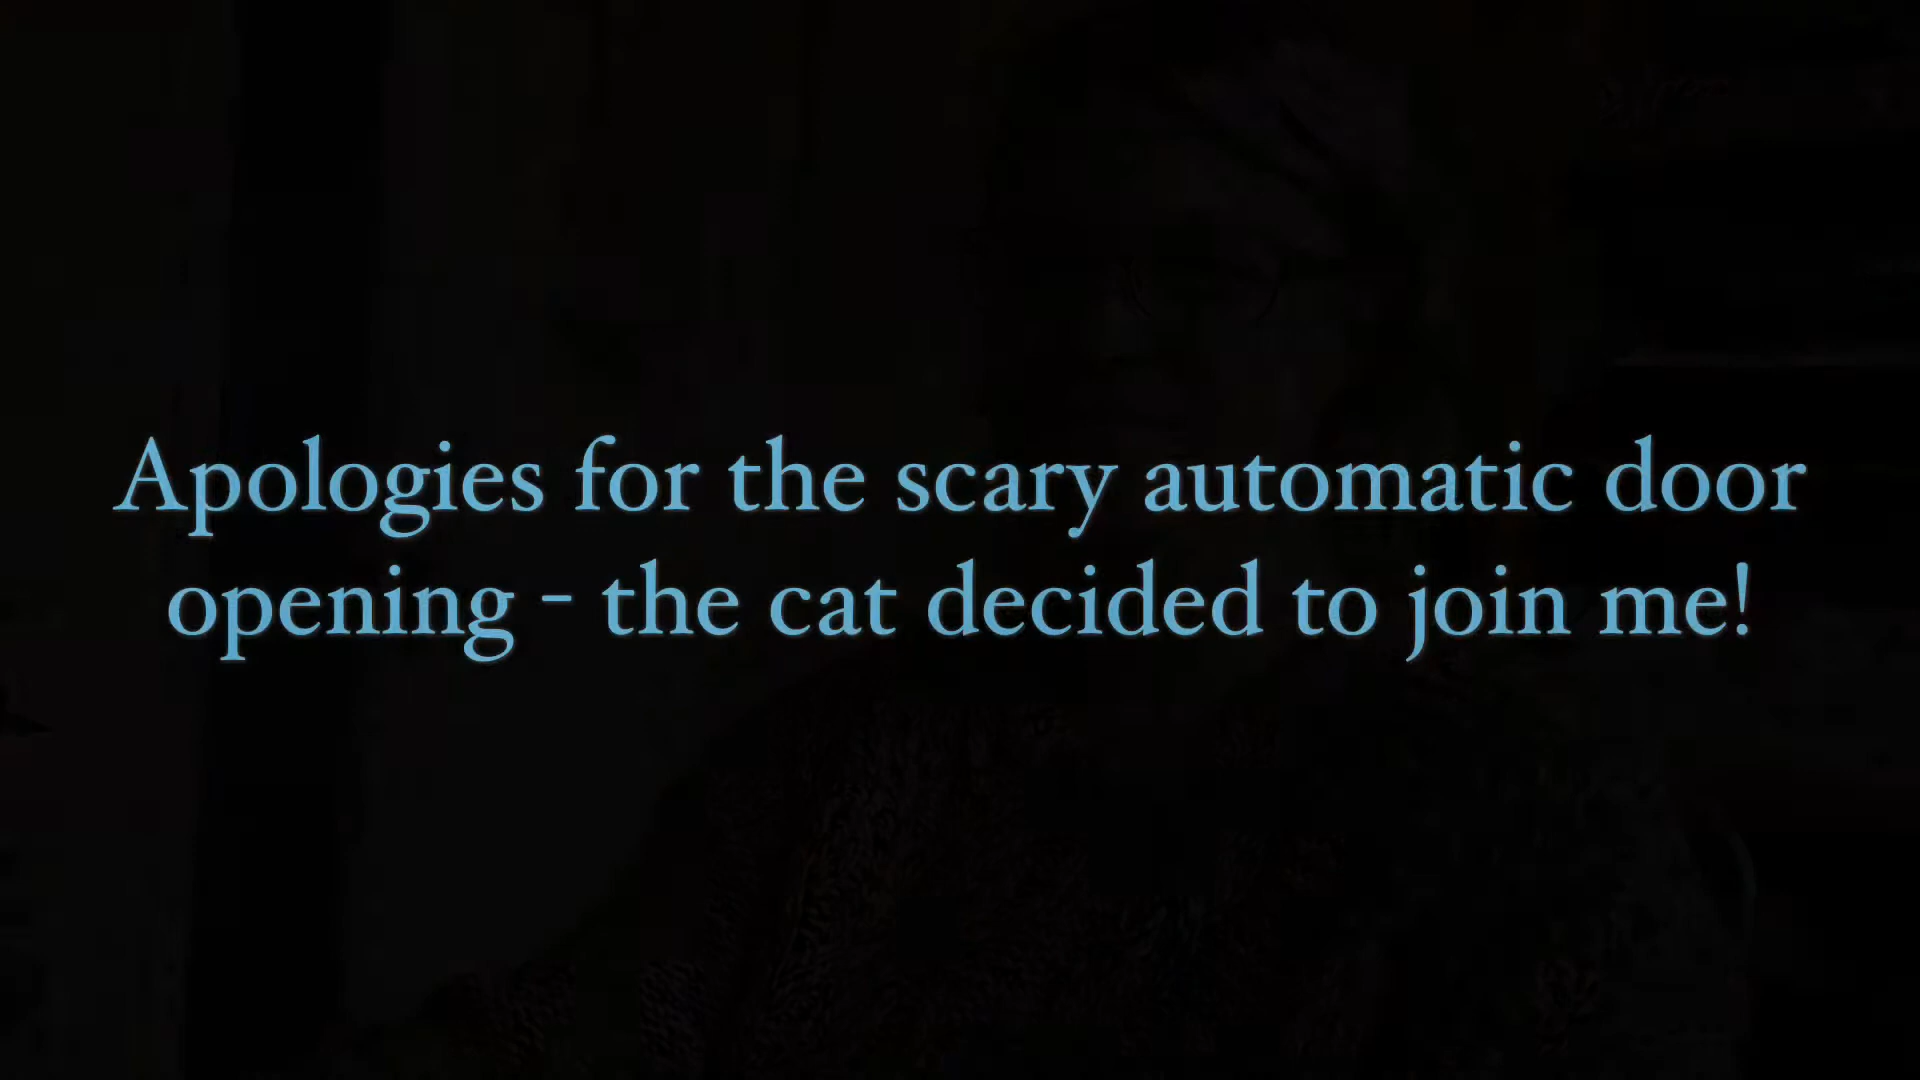 Apologies for the scary automatic door
opening - the cat decided to join me!